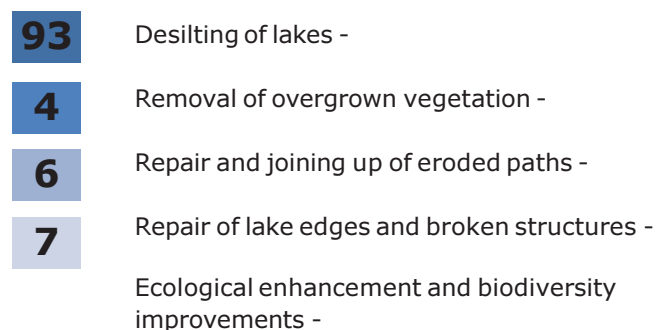 93 Desilting of lakes -
4 Removal of overgrown vegetation -
6 Repair and joining up of eroded paths -
7 Repair of lake edges and broken structures -
Ecological enhancement and biodiversity
improvements -